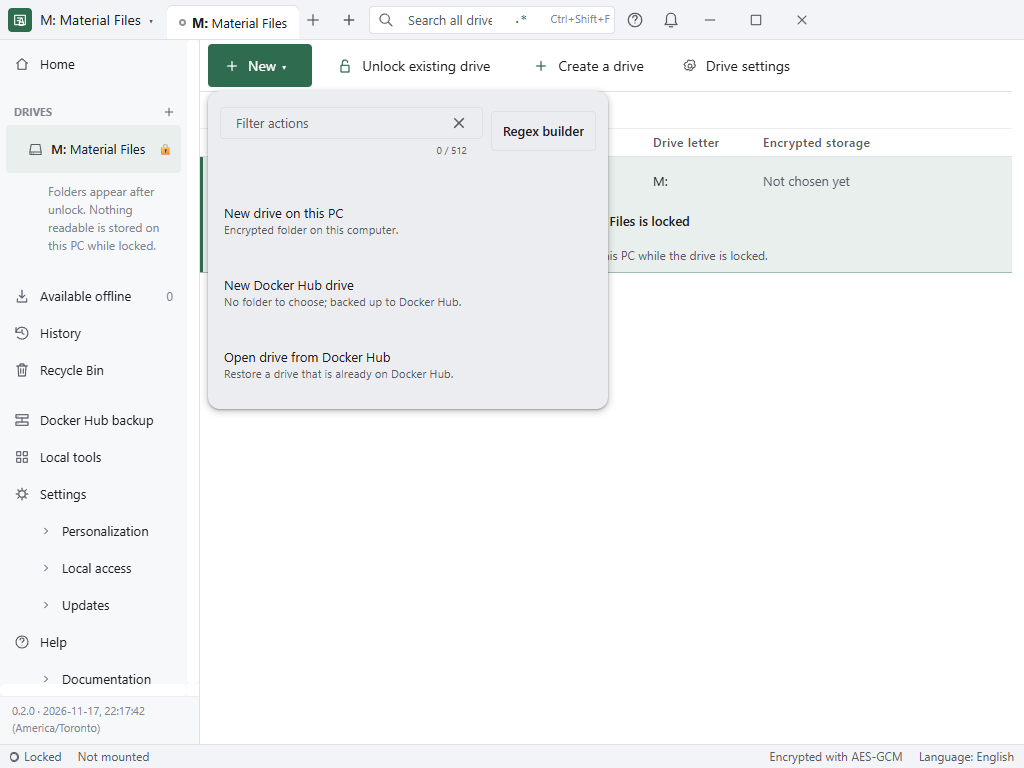 M: Material Files
M: Material Files
Search all drive
.*
Ctrl+Shift+F
Home
DRIVES
M: Material Files
Folders appear after
unlock. Nothing
readable is stored on
this PC while locked.
Available offline
0
History
Recycle Bin
Docker Hub backup
Local tools
Settings
Personalization
Local access
Updates
Help
Documentation
0.2.0 · 2026-11-17, 22:17:42
(America/Toronto)
New
Unlock existing drive
Create a drive
Drive settings
Filter actions
Regex builder
0 / 512
New drive on this PC
Encrypted folder on this computer.
New Docker Hub drive
No folder to choose; backed up to Docker Hub.
Open drive from Docker Hub
Restore a drive that is already on Docker Hub.
Drive letter
Encrypted storage
M:
Not chosen yet
Files is locked
PC while the drive is locked.
Locked
Not mounted
Encrypted with AES-GCM
Language: English